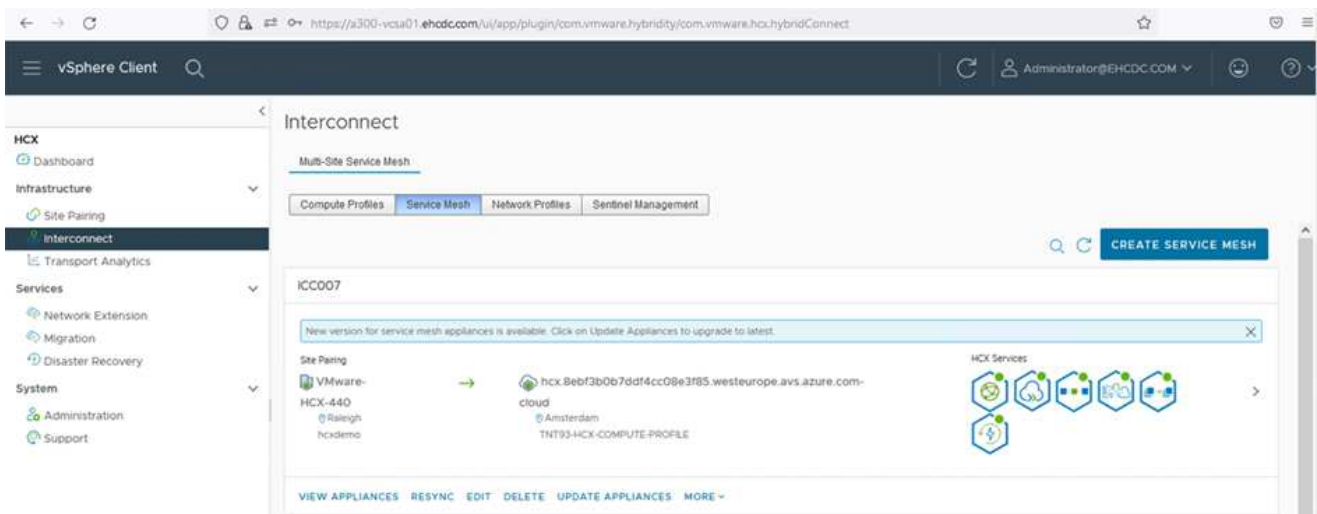 https://a300-vcsa01.ehcdc.com/ui/app/plugin/com.vmware.hybridity/com.vmware.hcx.hybridConnect
vSphere Client
Administrator@EHCDC.COM
HCX
Dashboard
Infrastructure
Site Pairing
Interconnect
Transport Analytics
Services
Network Extension
Migration
Disaster Recovery
System
Administration
Support
Interconnect
Multi-Site Service Mesh
Compute Profiles Service Mesh Network Profiles Sentinel Management
CREATE SERVICE MESH
ICC007
New version for service mesh appliances is available. Click on Update Appliances to upgrade to latest.
Site Pairing
VMware-
HCX-440
Raleigh
hcxdemo
hcx.8ebf3b0b7ddf4cc08e3f85.westeurope.avs.azure.com-
cloud
Amsterdam
TNT93-HCX-COMPUTE-PROFILE
HCX Services
VIEW APPLIANCES RESYNC EDIT DELETE UPDATE APPLIANCES MORE